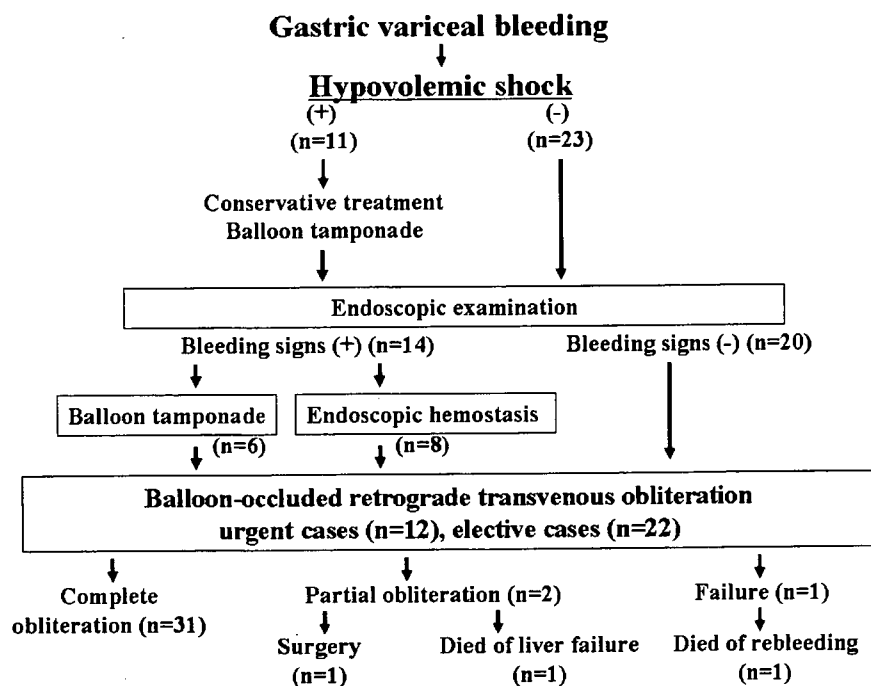 Gastric variceal bleeding
Hypovolemic shock
(+)
(n=11)
(-)
(n=23)
Conservative treatment
Balloon tamponade
Endoscopic examination
Bleeding signs (+) (n=14)
Bleeding signs (-) (n=20)
Balloon tamponade
(n=6)
Endoscopic hemostasis
(n=8)
Balloon-occluded retrograde transvenous obliteration
urgent cases (n=12), elective cases (n=22)
Complete
obliteration (n=31)
Partial obliteration (n=2)
Failure (n=1)
Surgery
(n=1)
Died of liver failure
(n=1)
Died of rebleeding
(n=1)